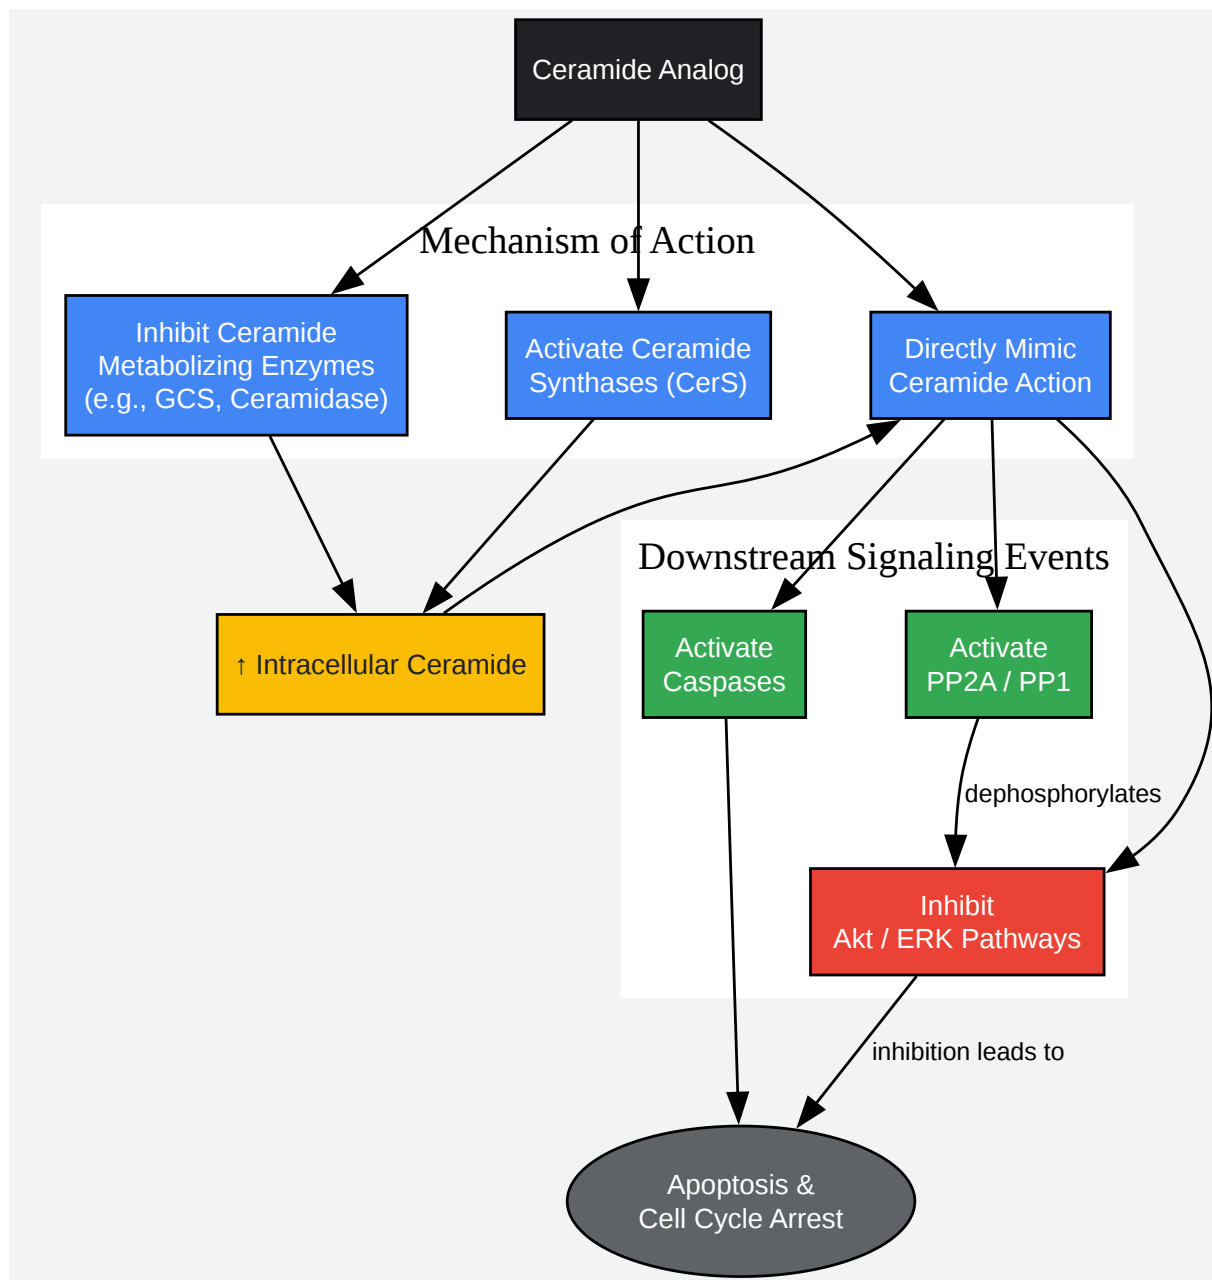 Ceramide Analog
Mechanism of Action
Inhibit Ceramide
Metabolizing Enzymes
(e.g., GCS, Ceramidase)
Activate Ceramide
Synthases (CerS)
Directly Mimic
Ceramide Action
Downstream Signaling Events
↑ Intracellular Ceramide
Activate
Caspases
Activate
PP2A / PP1
dephosphorylates
Inhibit
Akt / ERK Pathways
inhibition leads to
Apoptosis &
Cell Cycle Arrest